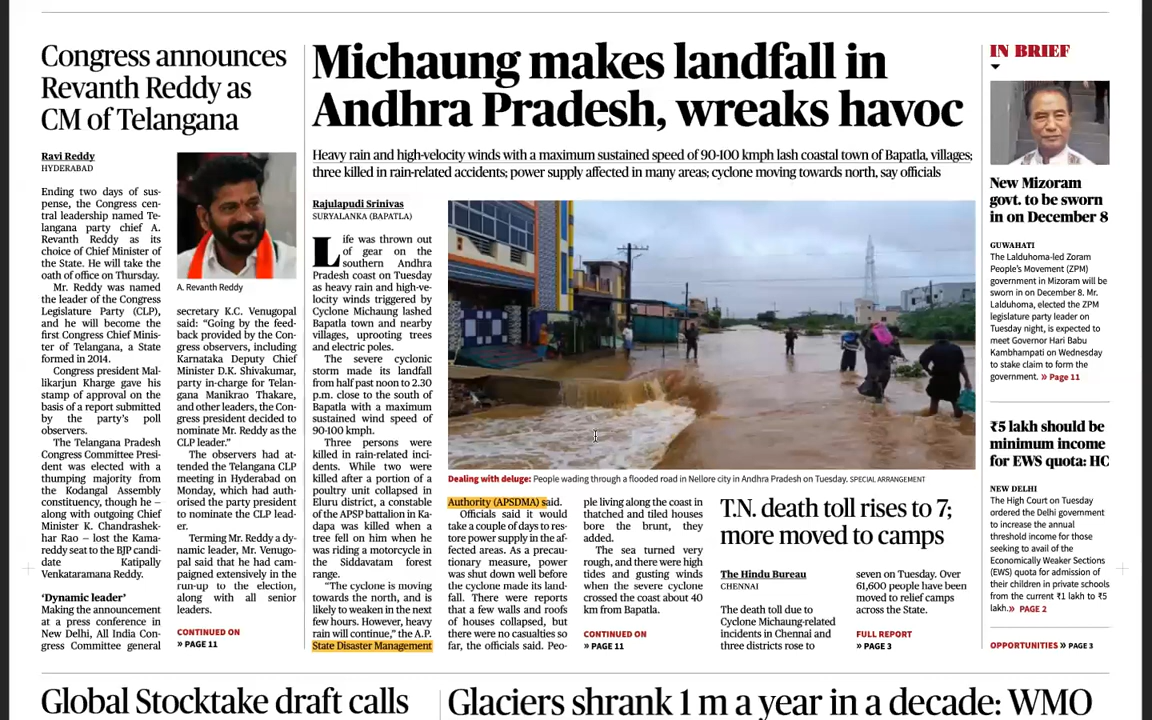 Congress announces
Revanth Reddy as
CM of Telangana
Ravi Reddy
HYDERABAD
Ending two days of sus-
pense, the Congress cen-
tral leadership named Te-
langana party chief A.
Revanth Reddy as its
choice of Chief Minister of
the State. He will take the
oath of office on Thursday.
Mr. Reddy was named
the leader of the Congress
Legislature Party (CLP),
and he will become the
first Congress Chief Minis-
ter of Telangana, a State
formed in 2014.
Congress president Mal-
likarjun Kharge gave his
stamp of approval on the
basis of a report submitted
by the party's poll
observers.
The Telangana Pradesh
Congress Committee Presi-
dent was elected with a
thumping majority from
the Kodangal Assembly
constituency, though he –
along with outgoing Chief
Minister K. Chandrashek-
har Rao – lost the Kama-
reddy seat to the BJP candi-
date Katipally
Venkataramana Reddy.
'Dynamic leader'
Making the announcement
at a press conference in
New Delhi, All India Con-
gress Committee general
A. Revanth Reddy
secretary K.C. Venugopal
said: "Going by the feed-
back provided by the Con-
gress observers, including
Karnataka Deputy Chief
Minister D.K. Shivakumar,
party in-charge for Telan-
gana Manikrao Thakare,
and other leaders, the Con-
gress president decided to
nominate Mr. Reddy as the
CLP leader."
The observers had at-
tended the Telangana CLP
meeting in Hyderabad on
Monday, which had auth-
orised the party president
to nominate the CLP lead-
er.
Terming Mr. Reddy a dy-
namic leader, Mr. Venugo-
pal said that he had cam-
paigned extensively in the
run-up to the election,
along with all senior
leaders.
CONTINUED ON
» PAGE 11
Michaung makes landfall in
Andhra Pradesh, wreaks havoc
Heavy rain and high-velocity winds with a maximum sustained speed of 90-100 kmph lash coastal town of Bapatla, villages;
three killed in rain-related accidents; power supply affected in many areas; cyclone moving towards north, say officials
Rajulapudi Srinivas
SURYALANKA (BAPATLA)
Life was thrown out
of gear on the
southern Andhra
Pradesh coast on Tuesday
as heavy rain and high-ve-
locity winds triggered by
Cyclone Michaung lashed
Bapatla town and nearby
villages, uprooting trees
and electric poles.
The severe cyclonic
storm made its landfall
from half past noon to 2.30
p.m. close to the south of
Bapatla with a maximum
sustained wind speed of
90-100 kmph.
Three persons were
killed in rain-related inci-
dents. While two were
killed after a portion of a
poultry unit collapsed in
Eluru district, a constable
of the APSP battalion in Ka-
dapa was killed when a
tree fell on him when he
was riding a motorcycle in
the Siddavatam forest
range.
"The cyclone is moving
towards the north, and is
likely to weaken in the next
few hours. However, heavy
rain will continue," the A.P.
State Disaster Management
Dealing with deluge: People wading through a flooded road in Nellore city in Andhra Pradesh on Tuesday. SPECIAL ARRANGEMENT
Authority (APSDMA) said.
Officials said it would
take a couple of days to res-
tore power supply in the af-
fected areas. As a precau-
tionary measure, power
was shut down well before
the cyclone made its land-
fall. There were reports
that a few walls and roofs
of houses collapsed, but
there were no casualties so
far, the officials said. Peo-
ple living along the coast in
thatched and tiled houses
bore the brunt, they
added.
The sea turned very
rough, and there were high
tides and gusting winds
when the severe cyclone
crossed the coast about 40
km from Bapatla.
CONTINUED ON
» PAGE 11
T.N. death toll rises to 7;
more moved to camps
The Hindu Bureau
CHENNAI
The death toll due to
Cyclone Michaung-related
incidents in Chennai and
three districts rose to
seven on Tuesday. Over
61,600 people have been
moved to relief camps
across the State.
FULL REPORT
» PAGE 3
IN BRIEF
New Mizoram
govt. to be sworn
in on December 8
GUWAHATI
The Lalduhoma-led Zoram
People's Movement (ZPM)
government in Mizoram will be
sworn in on December 8. Mr.
Lalduhoma, elected the ZPM
legislature party leader on
Tuesday night, is expected to
meet Governor Hari Babu
Kambhampati on Wednesday
to stake claim to form the
government. » Page 11
₹5 lakh should be
minimum income
for EWS quota: HC
NEW DELHI
The High Court on Tuesday
ordered the Delhi government
to increase the annual
threshold income for those
seeking to avail of the
Economically Weaker Sections
(EWS) quota for admission of
their children in private schools
from the current ₹1 lakh to ₹5
lakh.» PAGE 2
OPPORTUNITIES » PAGE 3
Global Stocktake draft calls
Glaciers shrank 1 m a year in a decade: WMO